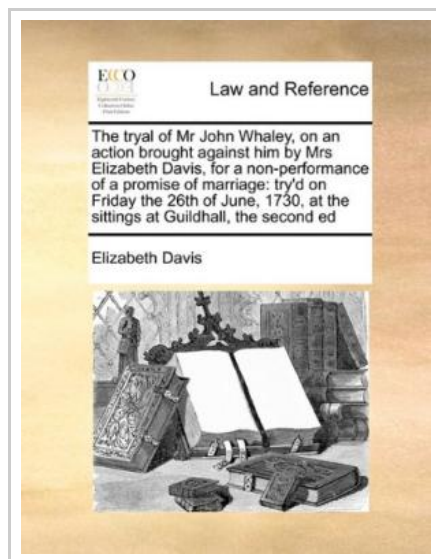 ECCO
Law and Reference
The tryal of Mr John Whaley, on an
action brought against him by Mrs
Elizabeth Davis, for a non-performance
of a promise of marriage: try'd on
Friday the 26th of June, 1730, at the
sittings at Guildhall, the second ed
Elizabeth Davis